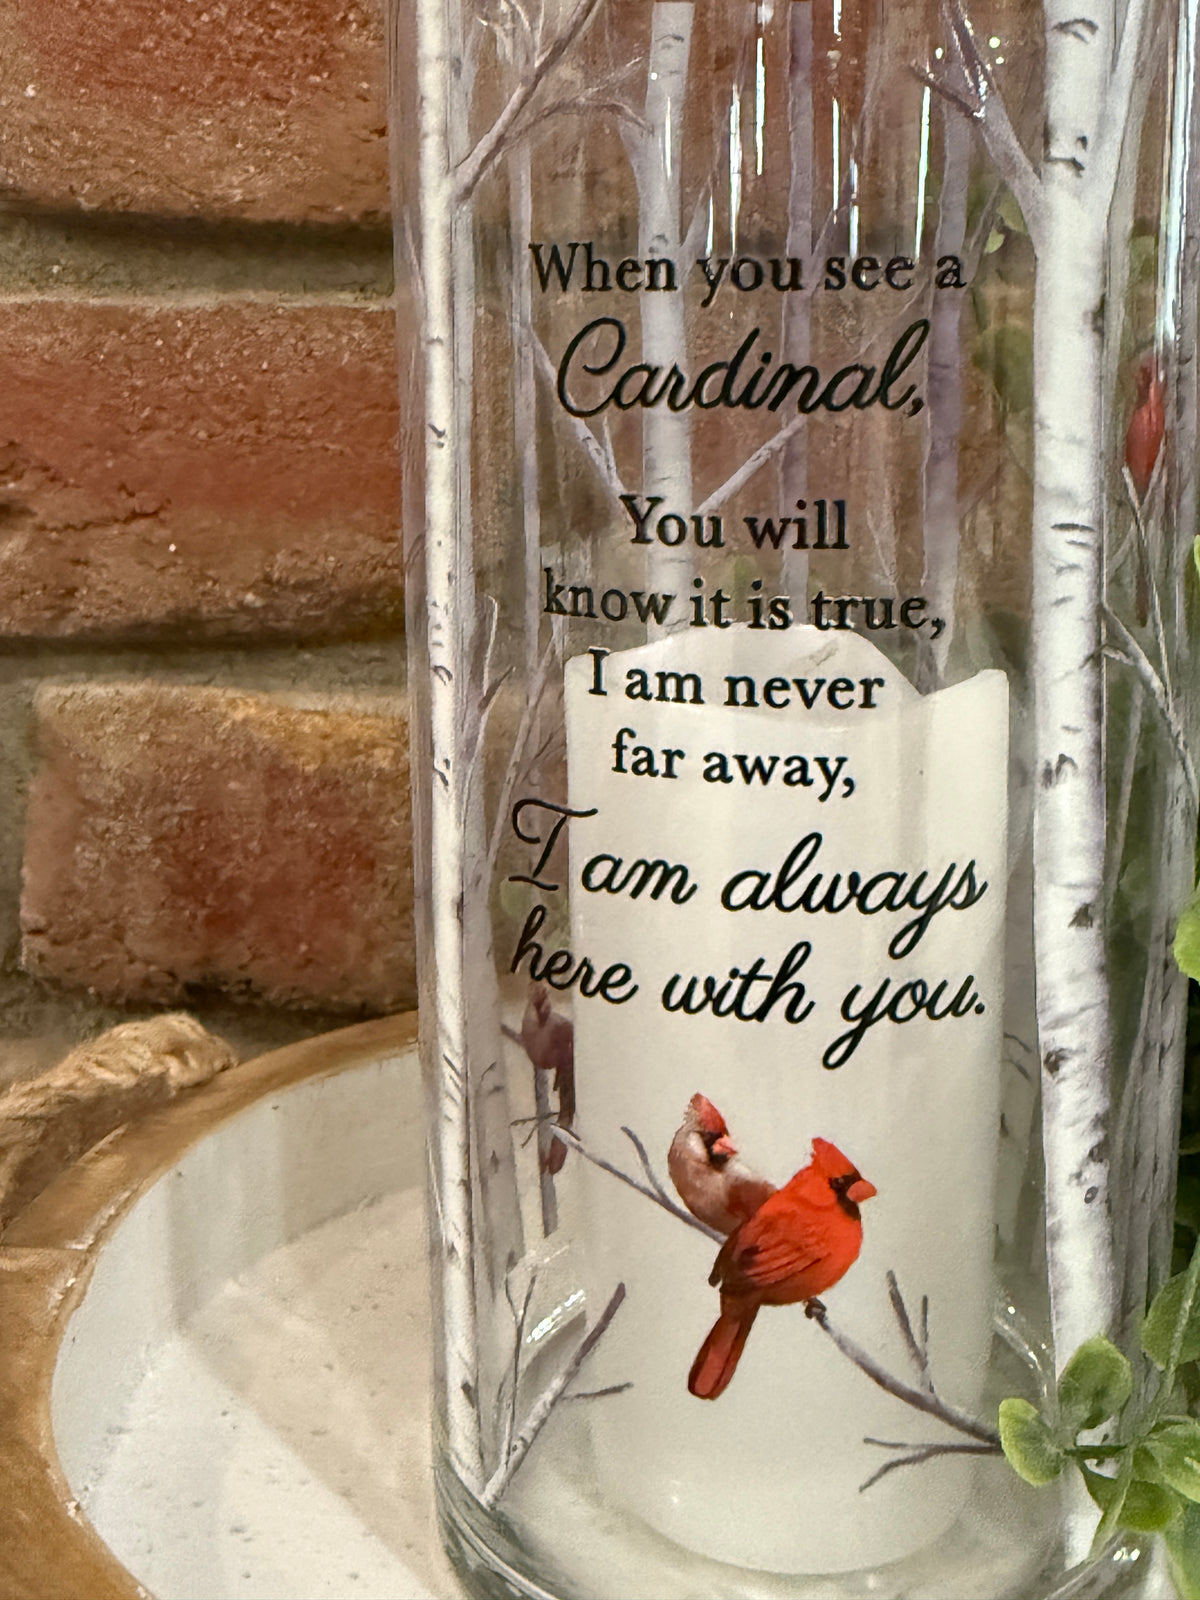 When you see a
Cardinal,
You will
know it is true,
I am never
far away,
I am always
here with you.